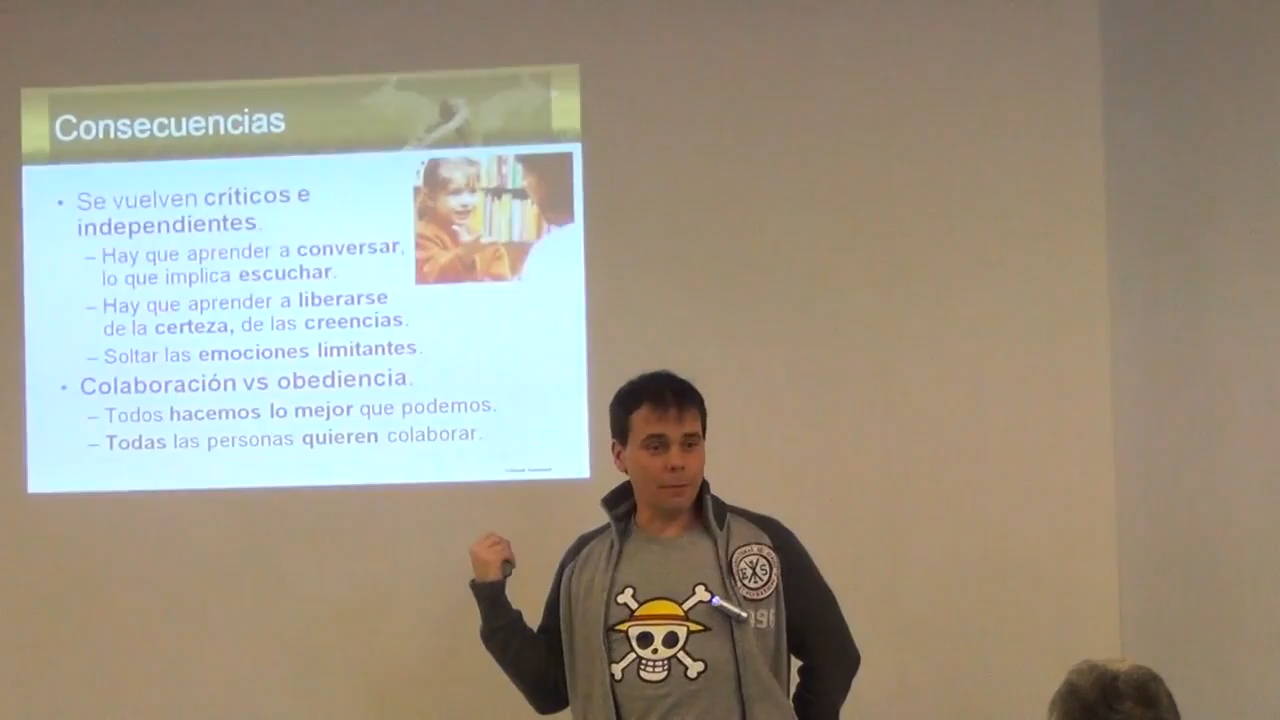 Consecuencias
• Se vuelven críticos e
independientes.
– Hay que aprender a conversar,
lo que implica escuchar.
– Hay que aprender a liberarse
de la certeza, de las creencias.
– Soltar las emociones limitantes.
• Colaboración vs obediencia.
– Todos hacemos lo mejor que podemos.
– Todas las personas quieren colaborar.
E S